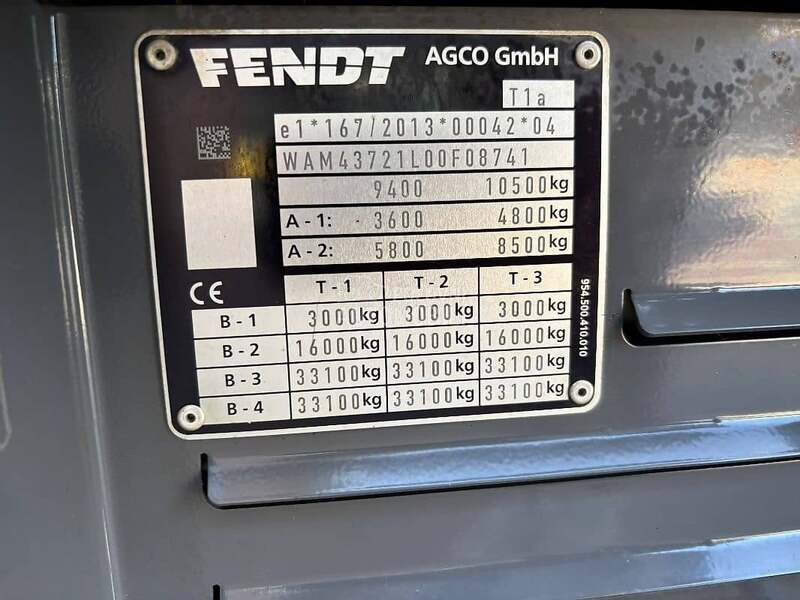 FENDT AGCO GmbH
T1a
e1*167/2013*00042*04
WAM43721L00F08741
9400 10500kg
A - 1: · 3600 4800kg
A - 2: 5800 8500kg
CE T - 1 T - 2 T - 3
B - 1 3000kg 3000kg 3000kg
B - 2 16000kg 16000kg 16000kg
B - 3 33100kg 33100kg 33100kg
B - 4 33100kg 33100kg 33100kg
954.500.410.010